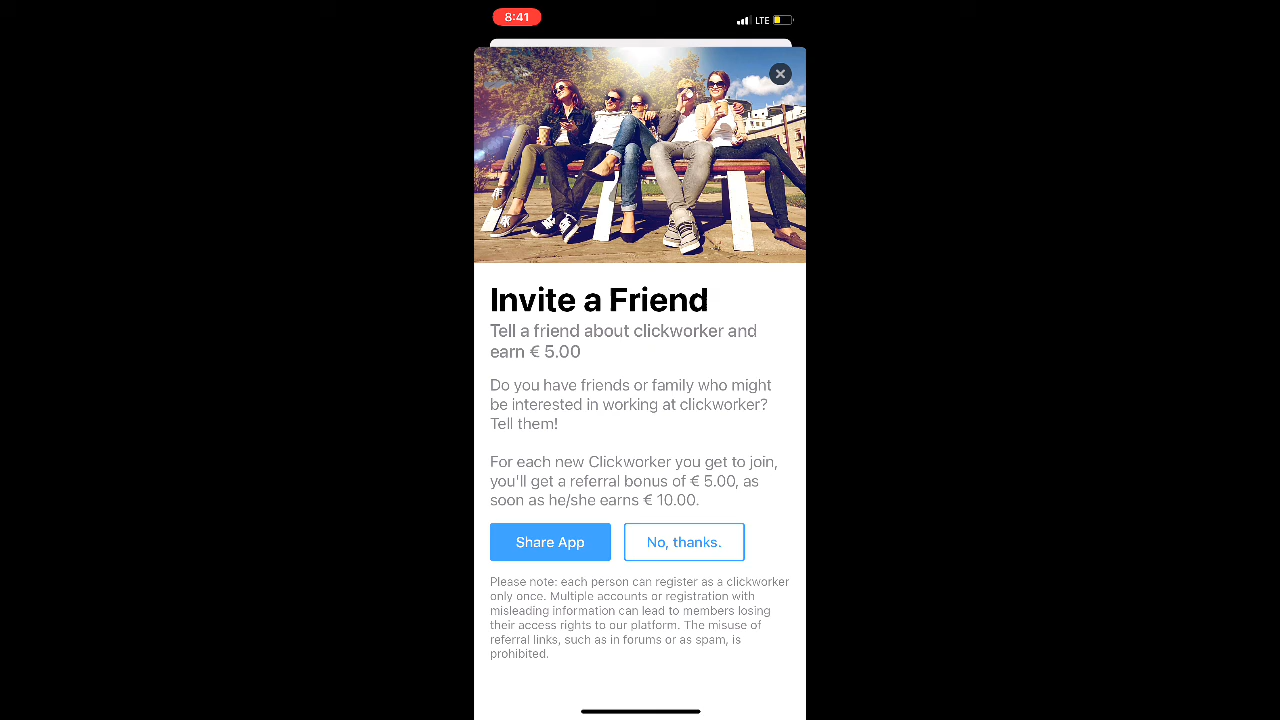 8:41
LTE
Invite a Friend
Tell a friend about clickworker and
earn € 5.00
Do you have friends or family who might
be interested in working at clickworker?
Tell them!
For each new Clickworker you get to join,
you'll get a referral bonus of € 5.00, as
soon as he/she earns € 10.00.
Share App
No, thanks.
Please note: each person can register as a clickworker
only once. Multiple accounts or registration with
misleading information can lead to members losing
their access rights to our platform. The misuse of
referral links, such as in forums or as spam, is
prohibited.